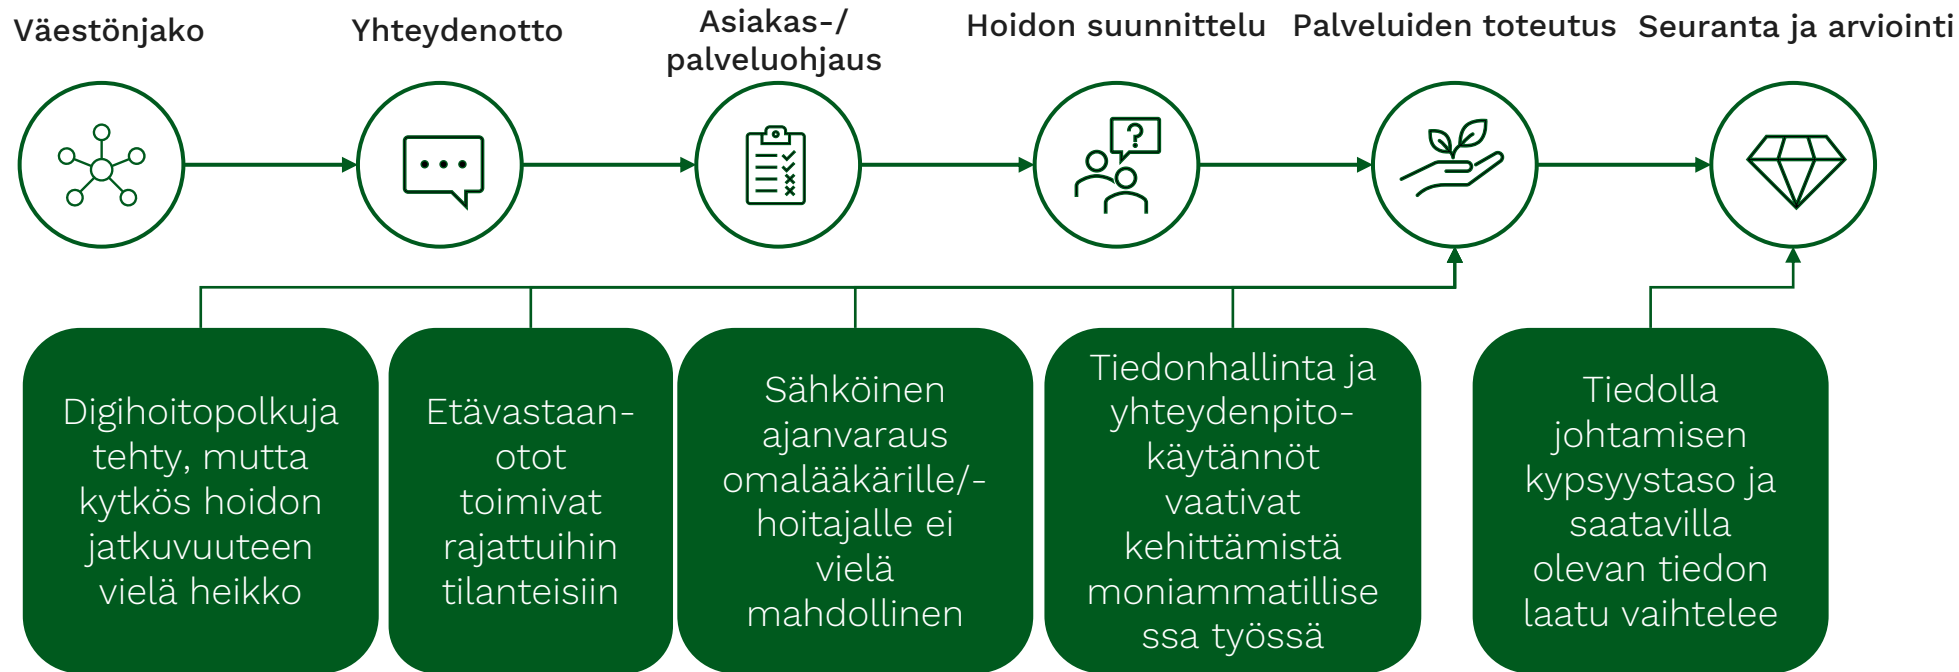 Väestönjako
Yhteydenotto
Asiakas-/
palveluohjaus
Hoidon suunnittelu
Palveluiden toteutus
Seuranta ja arviointi
?
Digihoitopolkuja
tehty, mutta
kytkös hoidon
jatkuvuuteen
vielä heikko
Etävastaan-
otot
toimivat
rajattuihin
tilanteisiin
Sähköinen
ajanvaraus
omalääkärille/-
hoitajalle ei
vielä
mahdollinen
Tiedonhallinta ja
yhteydenpito-
käytännöt
vaativat
kehittämistä
moniammatillise
ssa työssä
Tiedolla
johtamisen
kypsyystaso ja
saatavilla
olevan tiedon
laatu vaihtelee